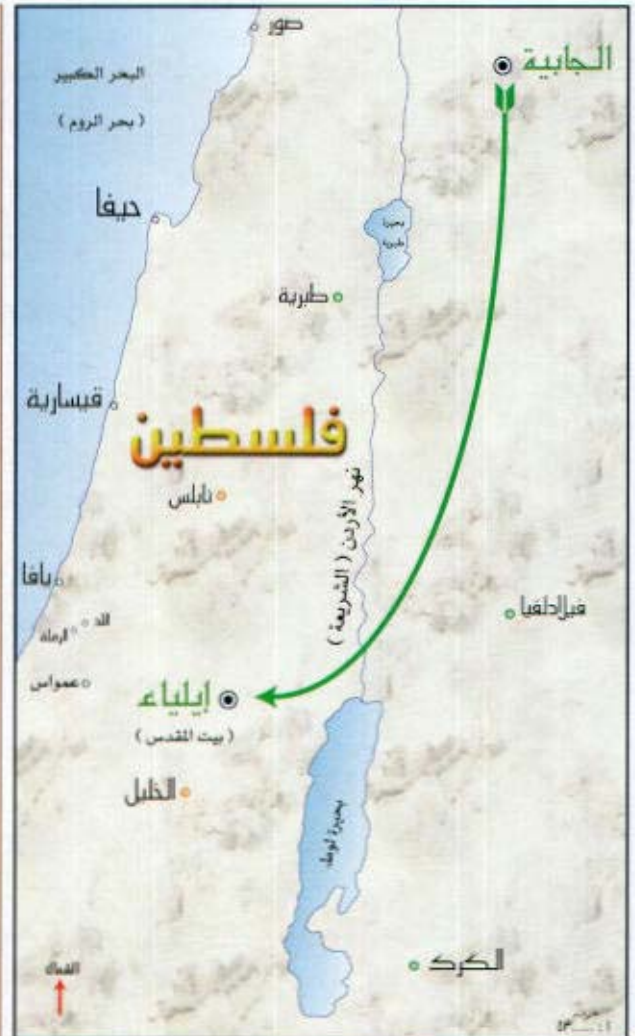 صور
الجابية
البحر الكبير
( بحر الروم )
حيفا
بحيرة
طبرية
طبرية
قيسارية
فلسطين
نابلس
نهر الأردن ( الشريعة )
يافا
فيلادلفيا
اللد
الرملة
عمواس
إيلياء
( بيت المقدس )
الخليل
بحيرة لوط
الكرك
الشمال